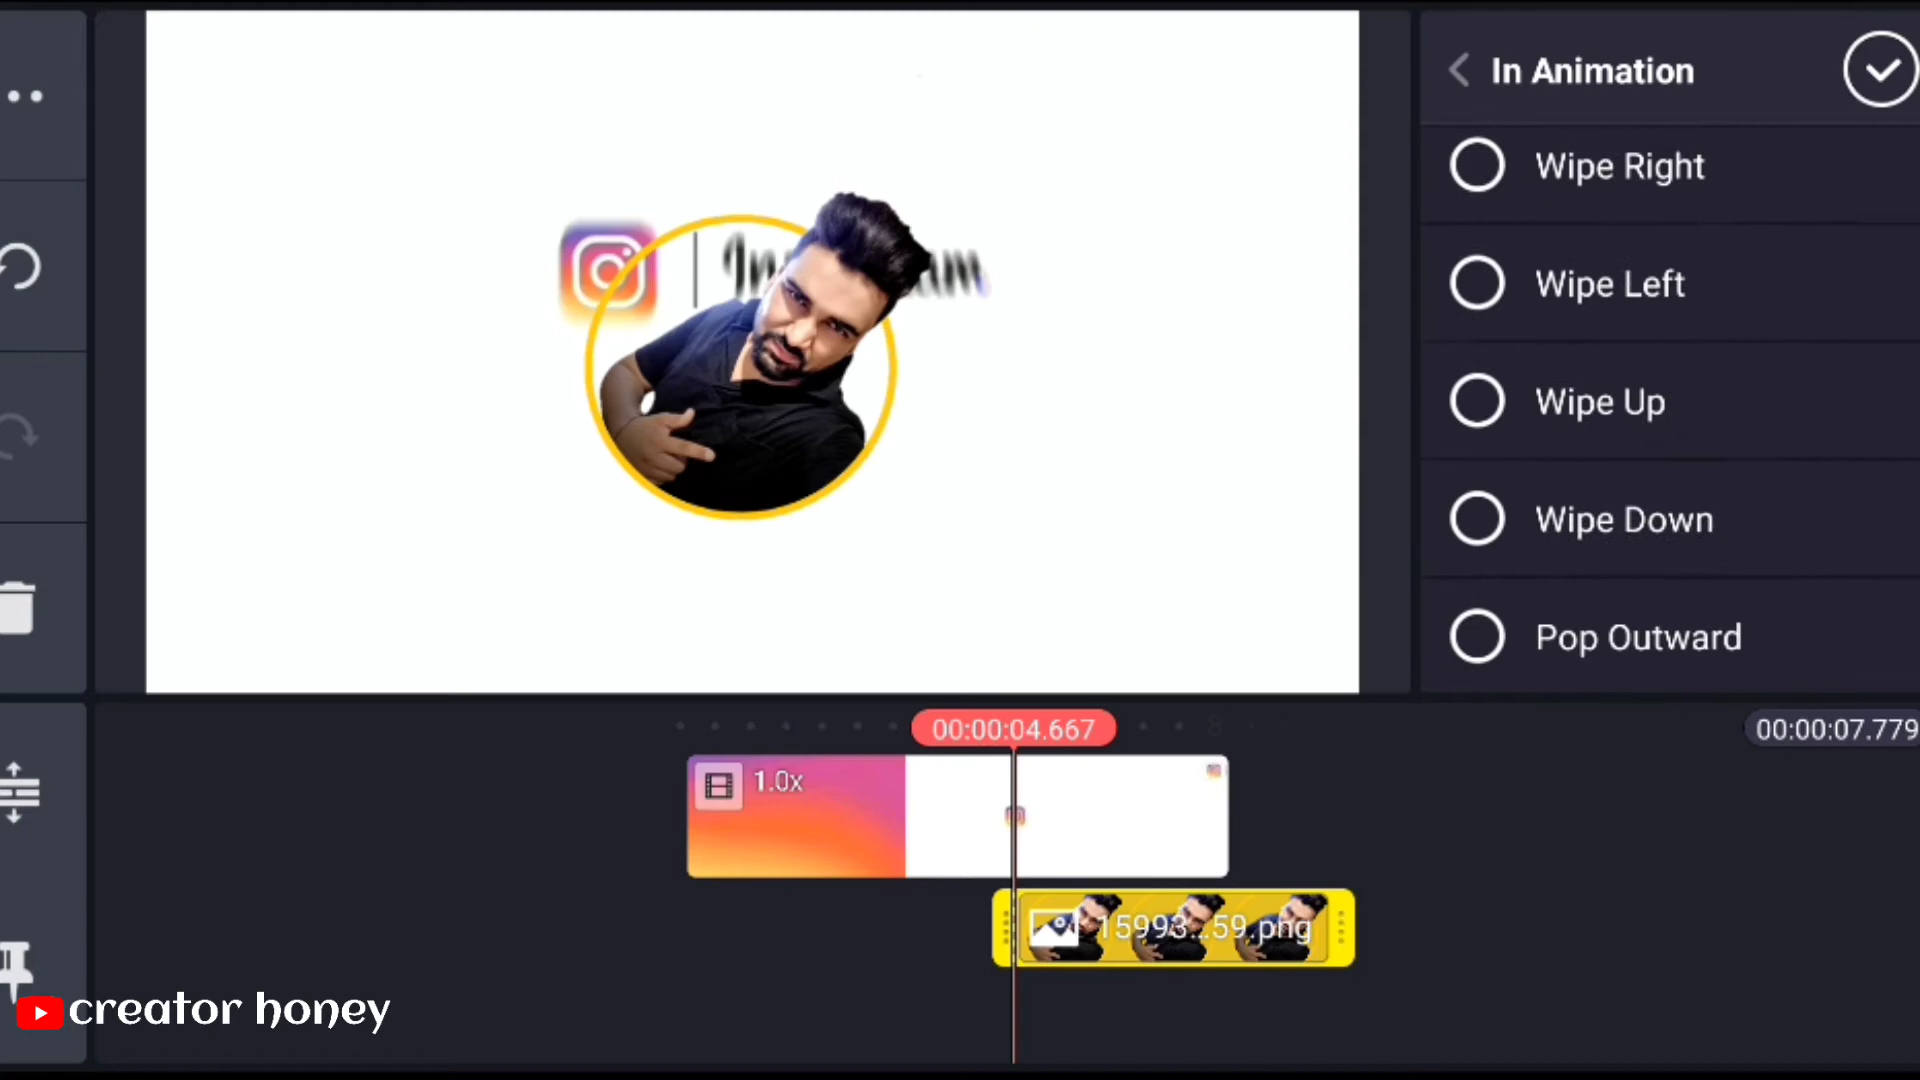 In Animation
Wipe Right
Wipe Left
Wipe Up
Wipe Down
Pop Outward
00:00:04.667
8
00:00:07.779
1.0x
15993...59.png
creator honey